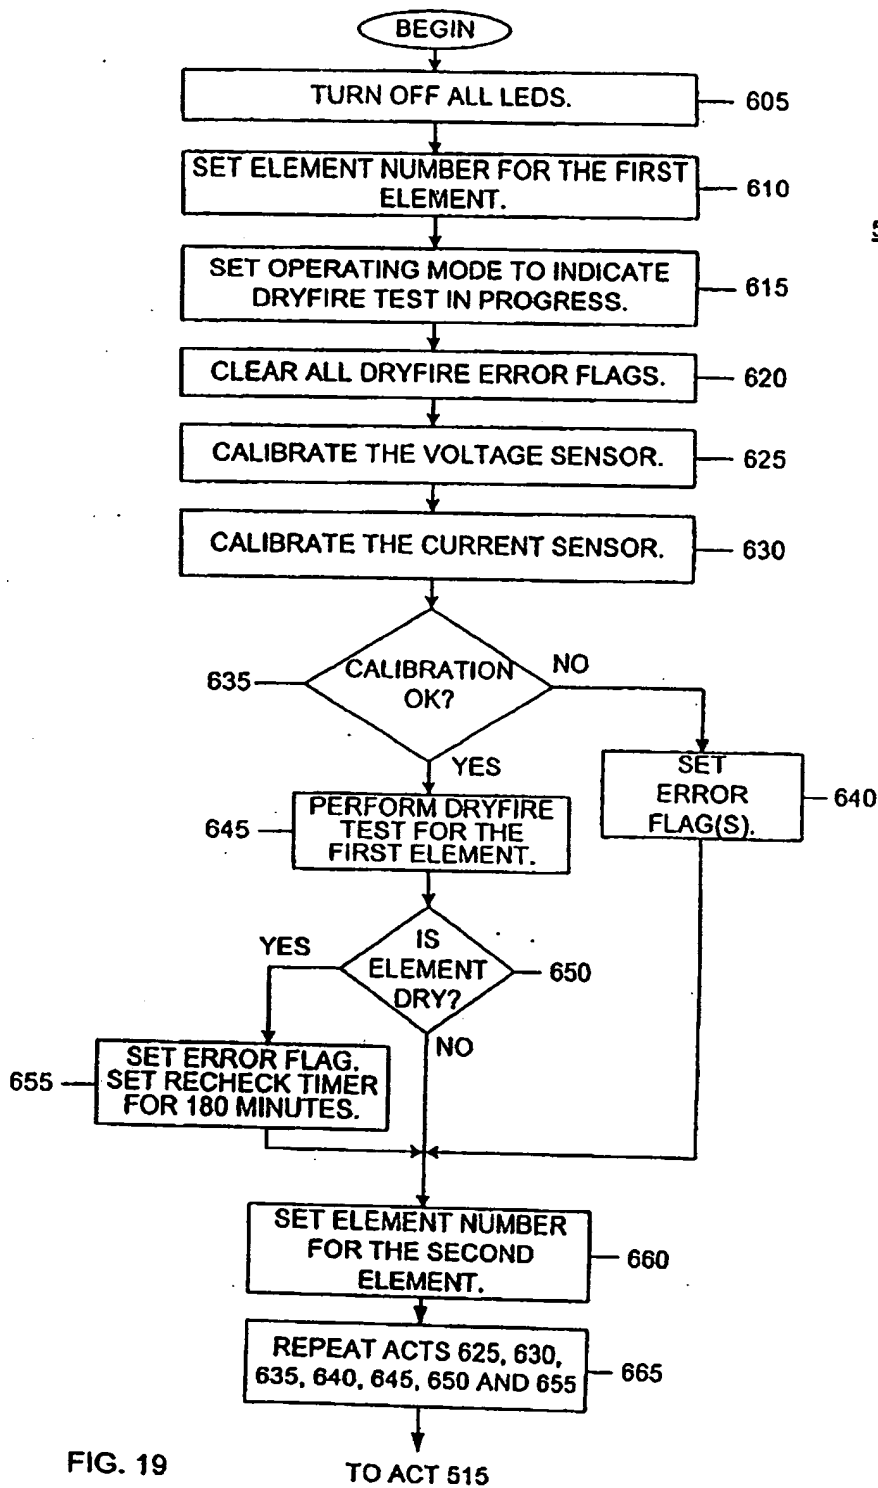 BEGIN
TURN OFF ALL LEDS.
605
SET ELEMENT NUMBER FOR THE FIRST
ELEMENT.
610
SET OPERATING MODE TO INDICATE
DRYFIRE TEST IN PROGRESS.
615
CLEAR ALL DRYFIRE ERROR FLAGS.
620
CALIBRATE THE VOLTAGE SENSOR.
625
CALIBRATE THE CURRENT SENSOR.
630
635
CALIBRATION
OK?
NO
YES
SET
ERROR
FLAG(S).
640
645
PERFORM DRYFIRE
TEST FOR THE
FIRST ELEMENT.
YES
IS
ELEMENT
DRY?
650
NO
655
SET ERROR FLAG.
SET RECHECK TIMER
FOR 180 MINUTES.
SET ELEMENT NUMBER
FOR THE SECOND
ELEMENT.
660
REPEAT ACTS 625, 630,
635, 640, 645, 650 AND 655
665
FIG. 19
TO ACT 515